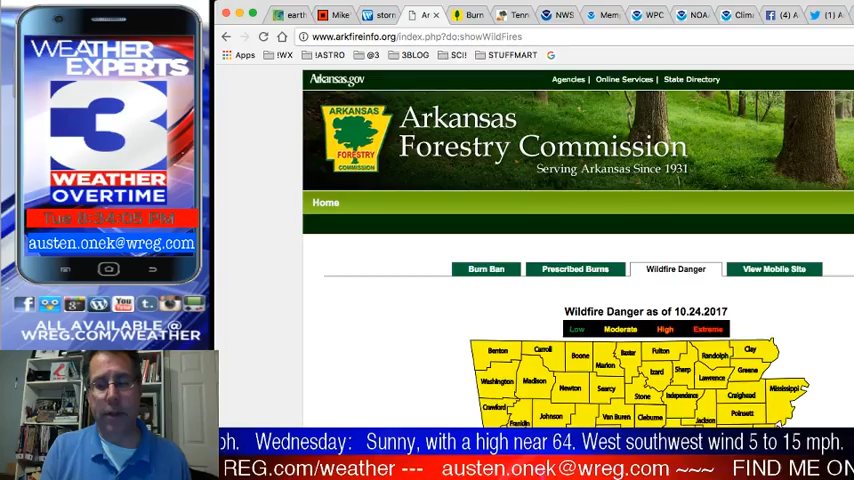 WEATHER
EXPERTS
3
WEATHER
OVERTIME
Tue 8:34:05 PM
austen.onek@wreg.com
ALL AVAILABLE @
WREG.COM/WEATHER
earth
Mike
storn
Ar
Burn
Tenn
NWS
Mem
WPC
NOA
Clim
(4)
(1)
www.arkfireinfo.org/index.php?do:showWildFires
Apps !WX !ASTRO @3 3BLOG SCI! STUFFMART
Arkansas.gov
Agencies | Online Services | State Directory
ARKANSAS
FORESTRY
COMMISSION
Arkansas
Forestry Commission
Serving Arkansas Since 1931
Home
Burn Ban
Prescribed Burns
Wildfire Danger
View Mobile Site
Wildfire Danger as of 10.24.2017
Low Moderate High Extreme
Benton
Carroll
Boone
Baxter
Fulton
Randolph
Clay
Marion
Izard
Sharp
Greene
Washington
Madison
Newton
Searcy
Stone
Independence
Lawrence
Craighead
Mississippi
Crawford
Franklin
Johnson
Van Buren
Cleburne
Jackson
Poinsett
ph. Wednesday: Sunny, with a high near 64. West southwest wind 5 to 15 mph.
REG.com/weather --- austen.onek@wreg.com ~~~ FIND ME ON